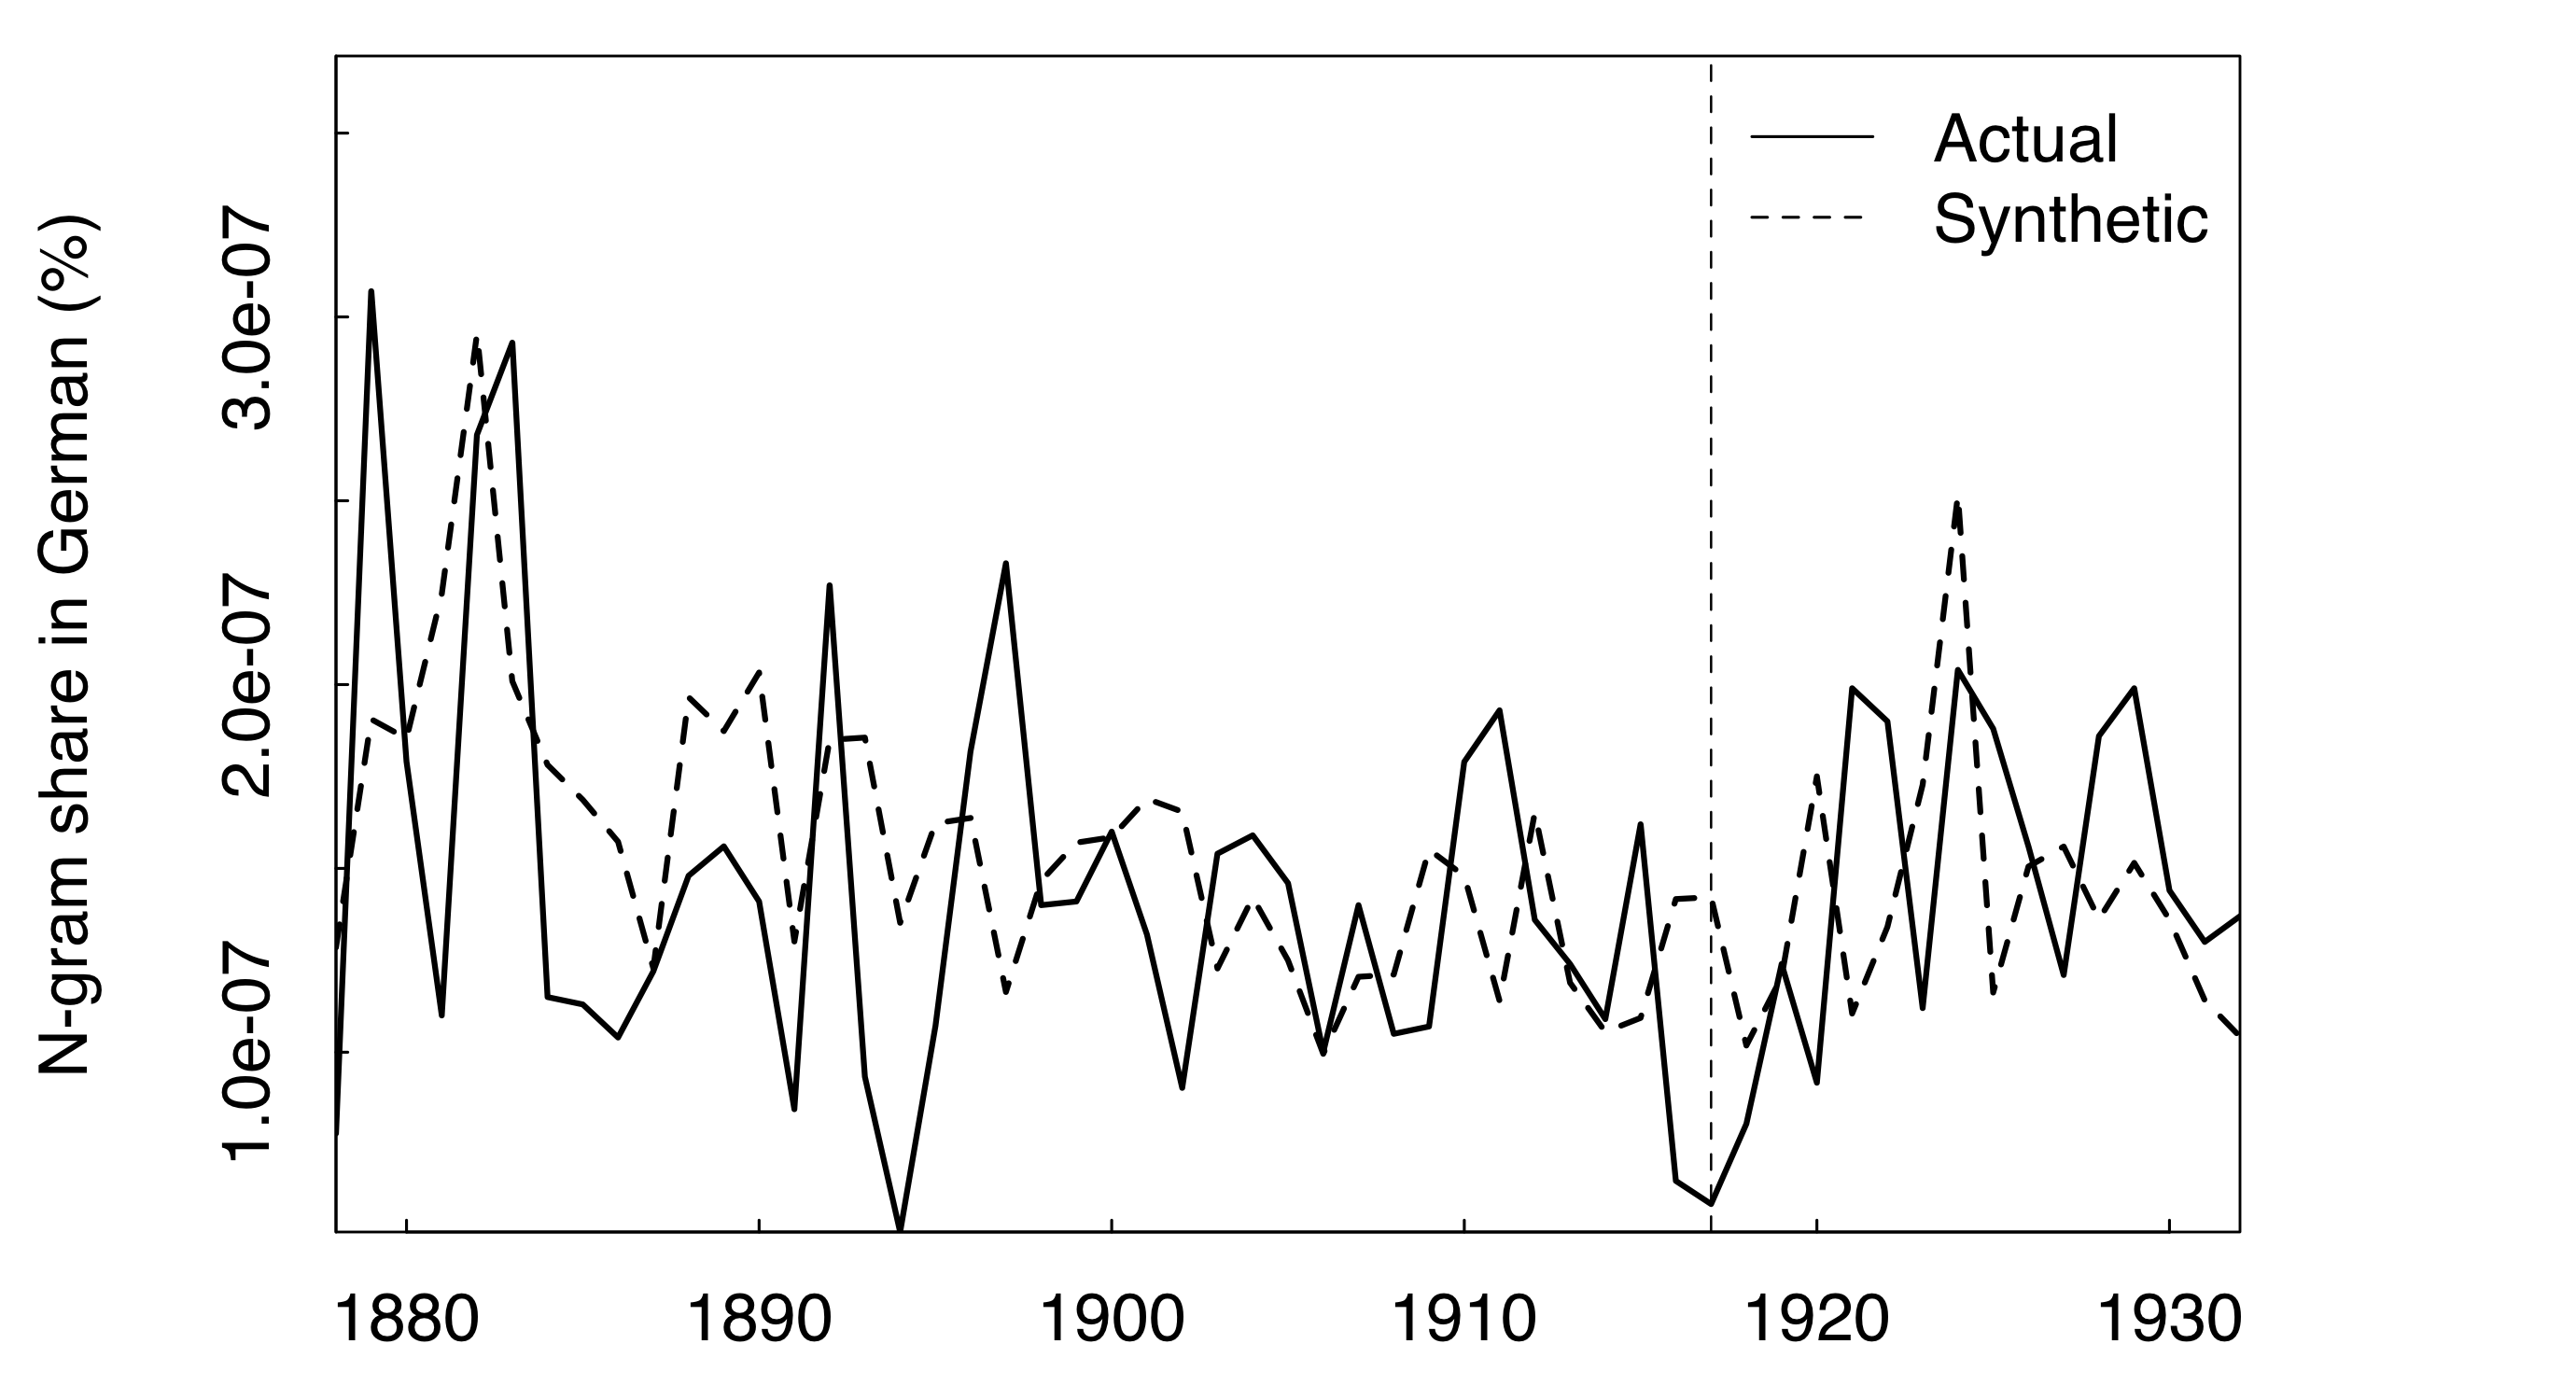 N-gram share in German (%)
3.0e-07
2.0e-07
1.0e-07
Actual
Synthetic
1880 1890 1900 1910 1920 1930